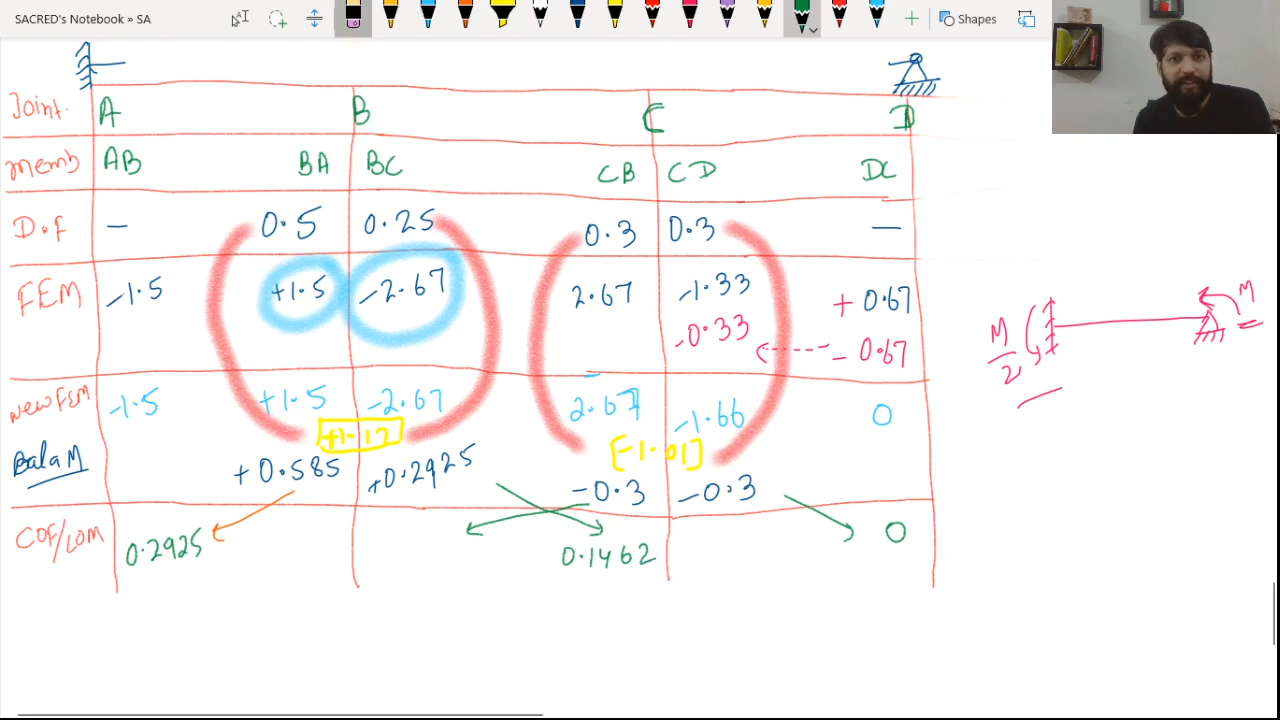 SACRED's Notebook » SA
Shapes
Joint. A B C D
Memb AB BA BC CB CD DC
D.f — 0.5 0.25 0.3 0.3 —
FEM -1.5 +1.5 -2.67 2.67 -1.33 + 0.67
-0.33 - 0.67
New FEM -1.5 +1.5 -2.67 2.67 -1.66 0
+1.17 [-1.01]
Bala M +0.585 +0.2925 -0.3 -0.3
COF/COM 0.2925 0.1462 0
M
M/2